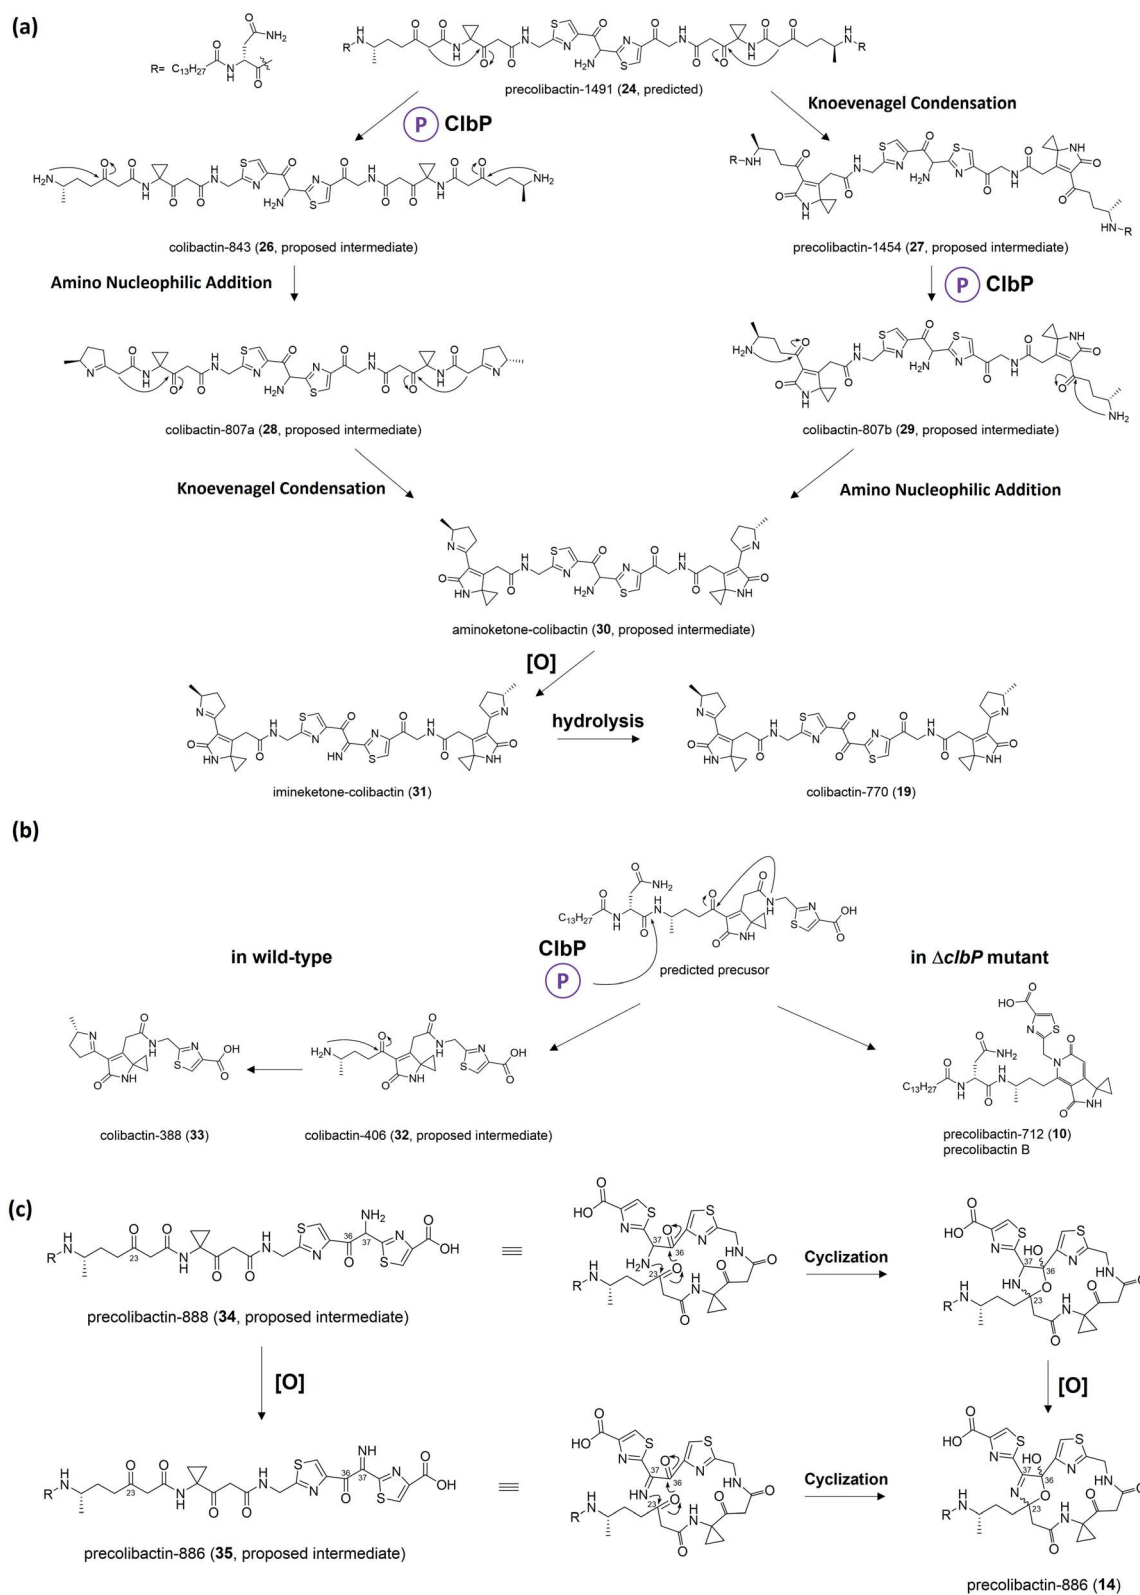 (a)
R=
C13H27
precolibactin-1491 (24, predicted)
P ClbP
Knoevenagel Condensation
colibactin-843 (26, proposed intermediate)
precolibactin-1454 (27, proposed intermediate)
Amino Nucleophilic Addition
P ClbP
colibactin-807a (28, proposed intermediate)
colibactin-807b (29, proposed intermediate)
Knoevenagel Condensation
Amino Nucleophilic Addition
aminoketone-colibactin (30, proposed intermediate)
[O]
hydrolysis
imineketone-colibactin (31)
colibactin-770 (19)
(b)
C13H27
in wild-type
ClbP
P
predicted precusor
in ΔclbP mutant
C13H27
colibactin-388 (33)
colibactin-406 (32, proposed intermediate)
precolibactin-712 (10)
precolibactin B
(c)
Cyclization
precolibactin-888 (34, proposed intermediate)
[O]
[O]
Cyclization
precolibactin-886 (35, proposed intermediate)
precolibactin-886 (14)